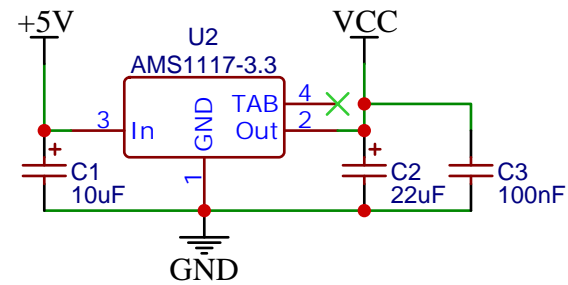 +5V
VCC
U2
AMS1117-3.3
TAB
4
3
In
GND
Out
2
1
+
C1
10uF
+
C2
22uF
C3
100nF
GND